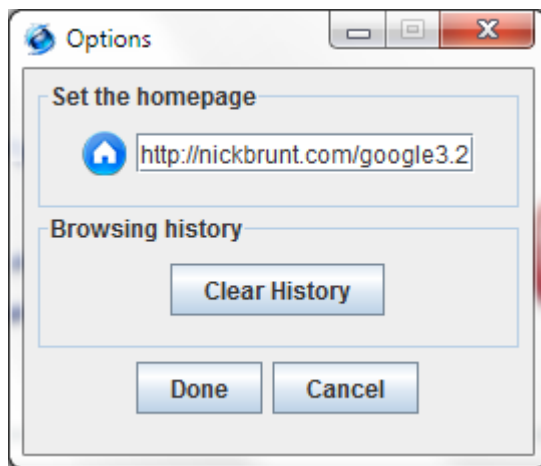 Options
Set the homepage
http://nickbrunt.com/google3.2
Browsing history
Clear History
Done Cancel